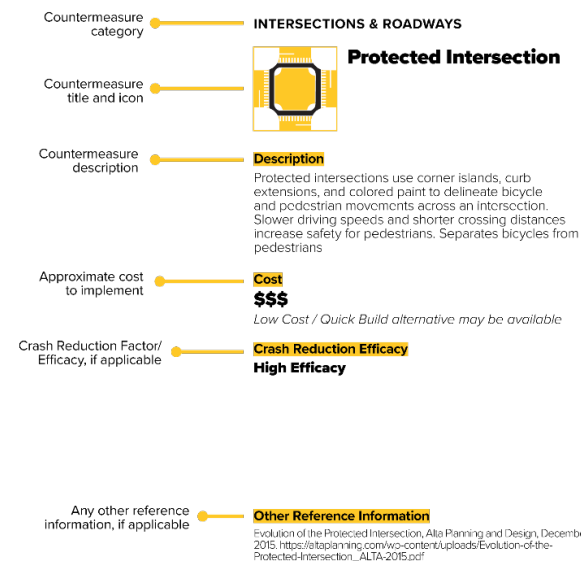 Countermeasure
category
INTERSECTIONS & ROADWAYS
Countermeasure
title and icon
Protected Intersection
Countermeasure
description
Description
Protected intersections use corner islands, curb
extensions, and colored paint to delineate bicycle
and pedestrian movements across an intersection.
Slower driving speeds and shorter crossing distances
increase safety for pedestrians. Separates bicycles from
pedestrians
Approximate cost
to implement
Cost
$$$
Low Cost / Quick Build alternative may be available
Crash Reduction Factor/
Efficacy, if applicable
Crash Reduction Efficacy
High Efficacy
Any other reference
information, if applicable
Other Reference Information
Evolution of the Protected Intersection, Alta Planning and Design, Decembe
2015. https://altaplanning.com/wp-content/uploads/Evolution-of-the-
Protected-Intersection_ALTA-2015.pdf